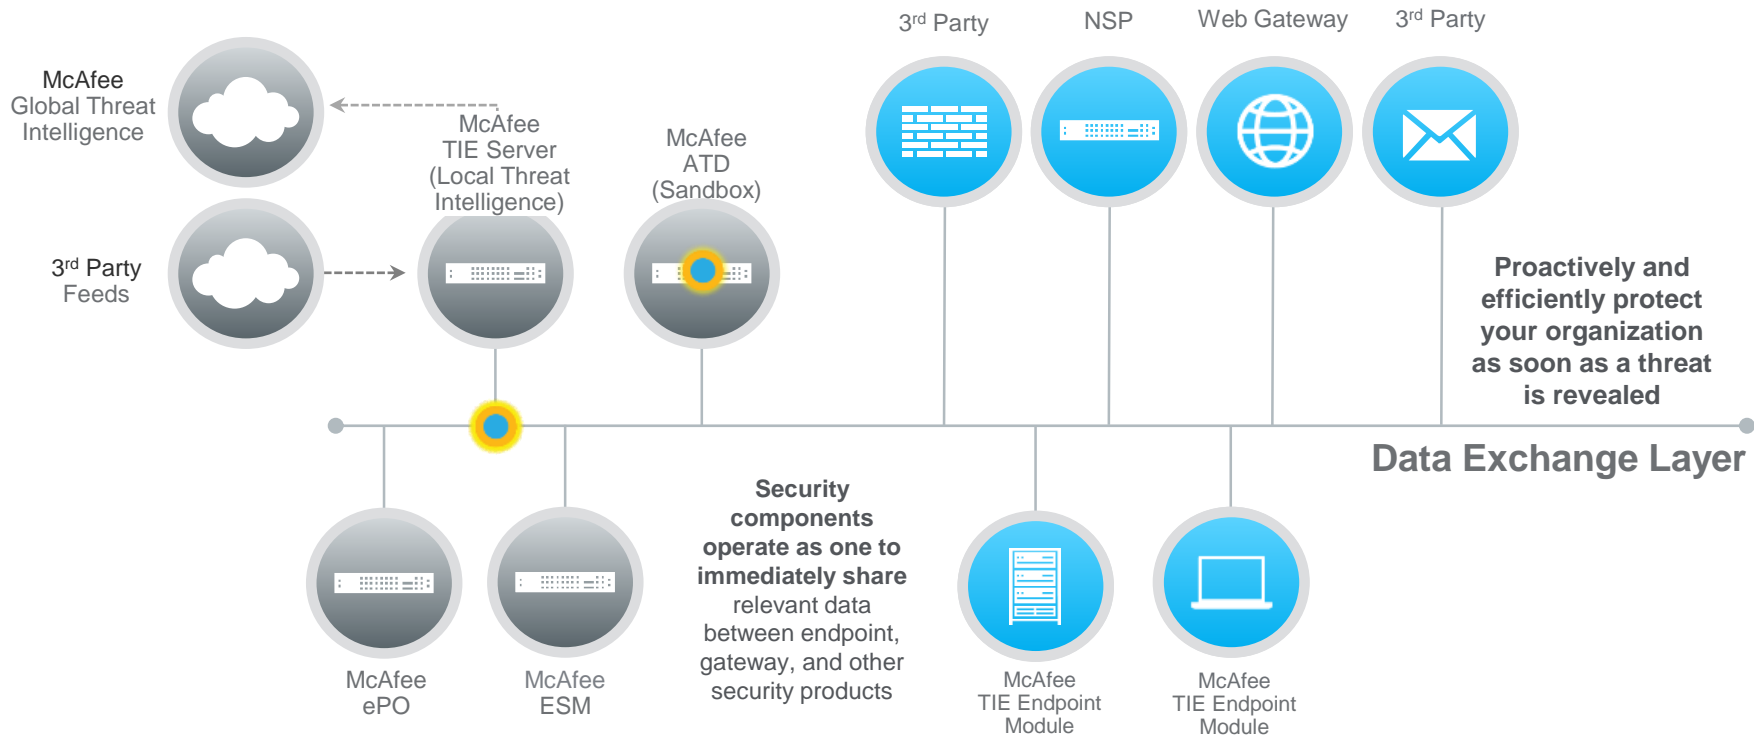 McAfee
Global Threat
Intelligence
3rd Party
Feeds
McAfee
TIE Server
(Local Threat
Intelligence)
McAfee
ATD
(Sandbox)
3rd Party
NSP
Web Gateway
3rd Party
Proactively and
efficiently protect
your organization
as soon as a threat
is revealed
Data Exchange Layer
McAfee
ePO
McAfee
ESM
Security
components
operate as one to
immediately share
relevant data
between endpoint,
gateway, and other
security products
McAfee
TIE Endpoint
Module
McAfee
TIE Endpoint
Module